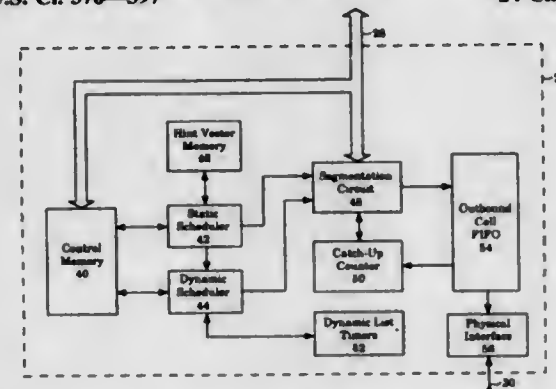 28
Hint Vector
Memory
Static
Scheduler
42
Control
Memory
40
Dynamic
Scheduler
44
Segmentation
Circuit
48
Catch-Up
Counter
50
Dynamic List
Timers
52
Outbound
Cell
FIFO
54
Physical
Interface
56
30